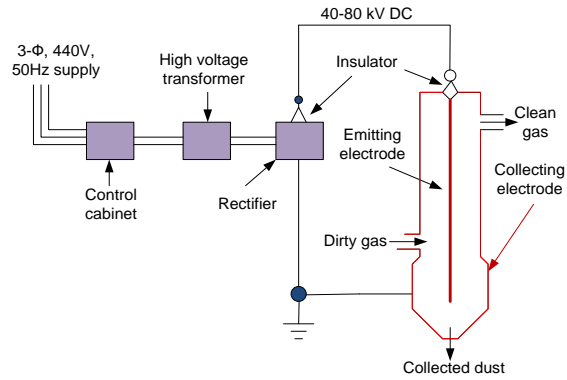 40-80 kV DC
3-Φ, 440V,
50Hz supply
High voltage
transformer
Insulator
Clean
gas
Emitting
electrode
Collecting
electrode
Control
cabinet
Rectifier
Dirty gas
Collected dust